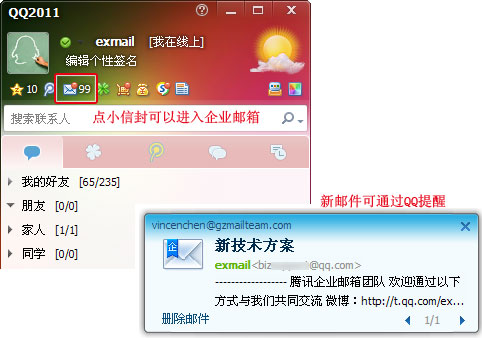 QQ2011
exmail [我在线上]
编辑个性签名
10 99
搜索联系人
点小信封可以进入企业邮箱
我的好友 [65/235]
朋友 [0/0]
家人 [1/1]
同学 [0/0]
新邮件可通过QQ提醒
vincenchen@gzmailteam.com
企
新技术方案
exmail<biz @qq.com>
----------------- 腾讯企业邮箱团队 欢迎通过以下
方式与我们共同交流 微博：http://t.qq.com/ex...
删除邮件 1/1